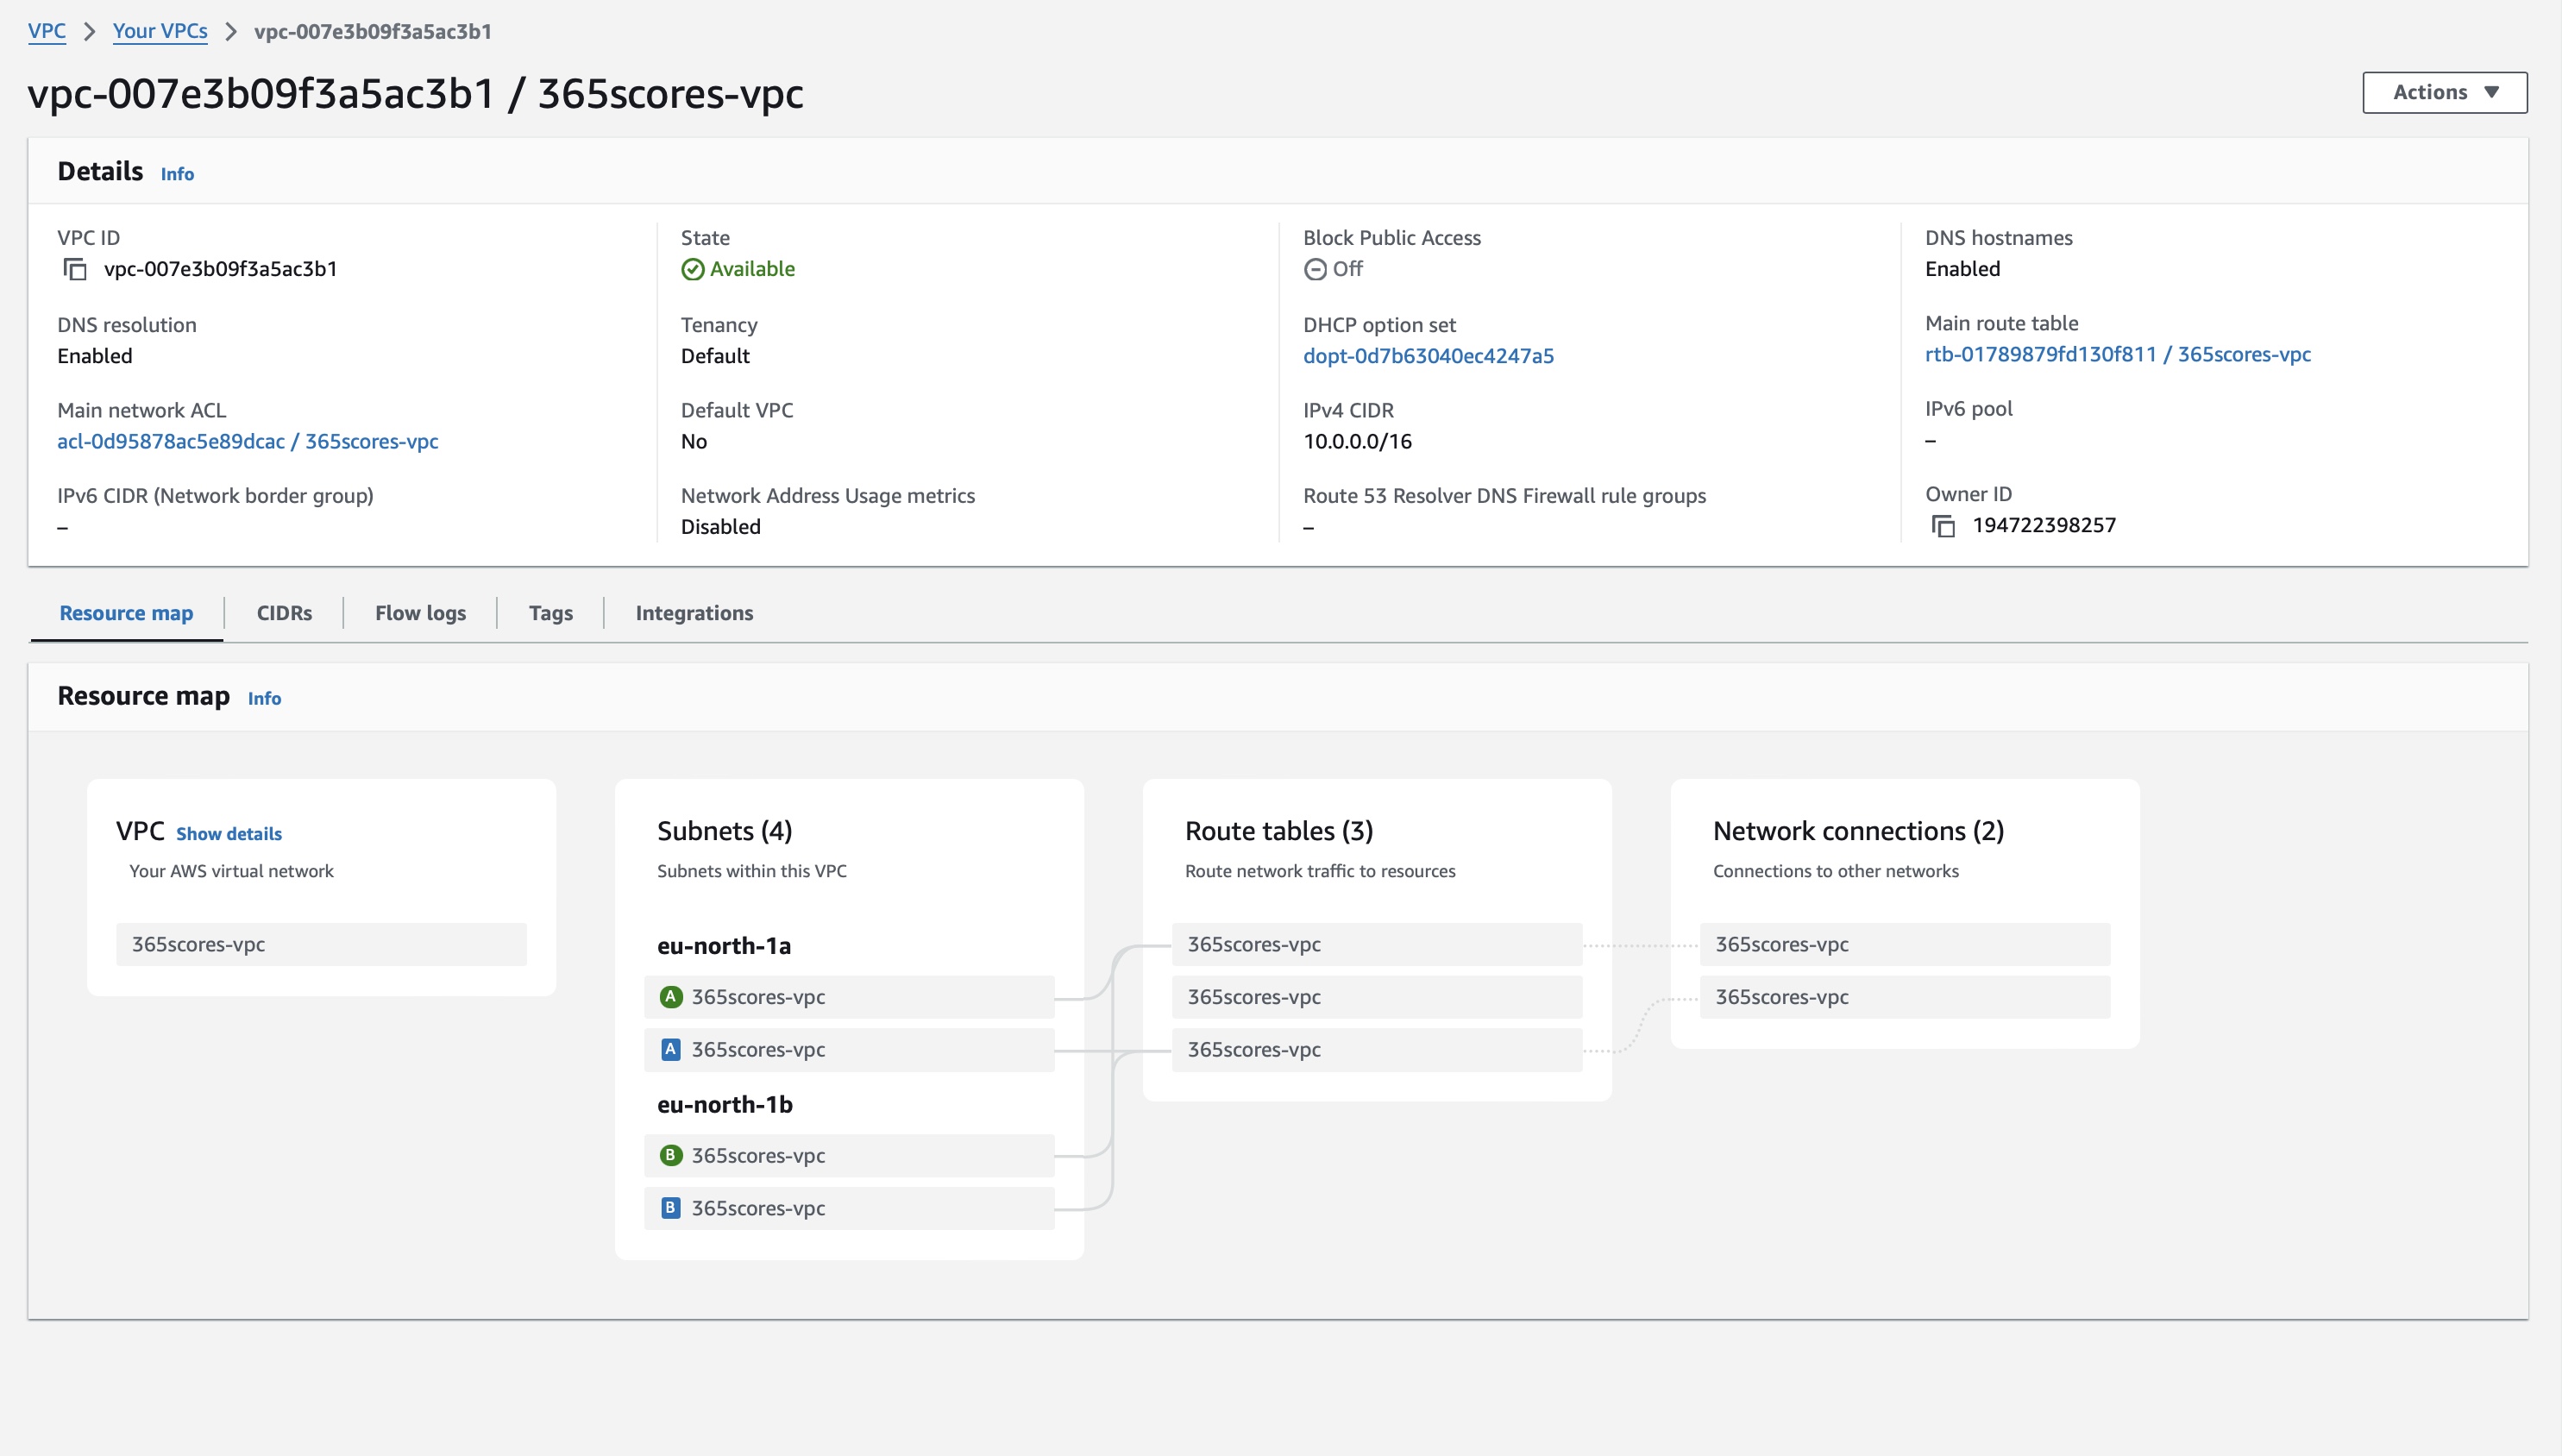 VPC > Your VPCs > vpc-007e3b09f3a5ac3b1
vpc-007e3b09f3a5ac3b1 / 365scores-vpc
Actions ▼
Details Info
VPC ID
vpc-007e3b09f3a5ac3b1
State
Available
Block Public Access
Off
DNS hostnames
Enabled
DNS resolution
Enabled
Tenancy
Default
DHCP option set
dopt-0d7b63040ec4247a5
Main route table
rtb-01789879fd130f811 / 365scores-vpc
Main network ACL
acl-0d95878ac5e89dcac / 365scores-vpc
Default VPC
No
IPv4 CIDR
10.0.0.0/16
IPv6 pool
–
IPv6 CIDR (Network border group)
–
Network Address Usage metrics
Disabled
Route 53 Resolver DNS Firewall rule groups
–
Owner ID
194722398257
Resource map
CIDRs
Flow logs
Tags
Integrations
Resource map Info
VPC Show details
Your AWS virtual network
365scores-vpc
Subnets (4)
Subnets within this VPC
eu-north-1a
A 365scores-vpc
A 365scores-vpc
eu-north-1b
B 365scores-vpc
B 365scores-vpc
Route tables (3)
Route network traffic to resources
365scores-vpc
365scores-vpc
365scores-vpc
Network connections (2)
Connections to other networks
365scores-vpc
365scores-vpc